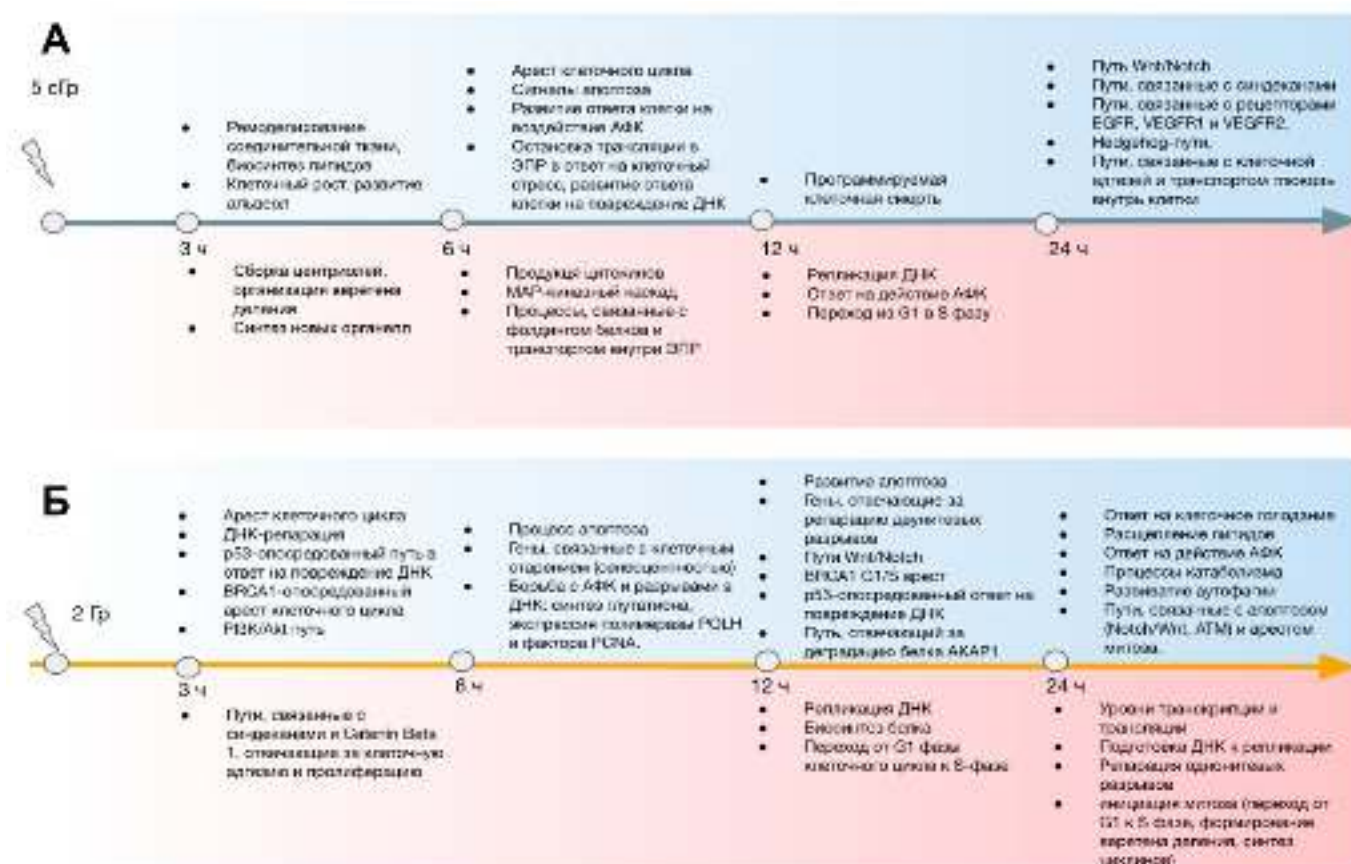 А
5 сГр
Ремоделирование
соединительной ткани,
биосинтез липидов
Клеточный рост, развитие
3 ч
Сборка центриолей,
организация веретена
деления
Синтез новых органелл
Арест клеточного цикла
Сигналы апоптоза
Развитие ответа клетки на
воздействие АФК
Остановка трансляции в
ЭПР в ответ на клеточный
стресс, развитие ответа
клетки на повреждение ДНК
6 ч
Продукция цитокинов
МАР-киназный каскад
Процессы, связанные с
фолдингом белков и
транспортом внутри ЭПР
Программируемая
клеточная смерть
12 ч
Репликация ДНК
Ответ на действие АФК
Переход из G1 в S фазу
Путь Wnt/Notch
Пути, связанные с синдеканами
Пути, связанные с рецепторами
EGFR, VEGFR1 и VEGFR2,
Hedgehog-пути,
Пути, связанные с клеточной
адгезией и транспортом глюкозы
внутрь клетки
24 ч
Б
2 Гр
Арест клеточного цикла
ДНК-репарация
p53-опосредованный путь в
ответ на повреждение ДНК
BRCA1-опосредованный
арест клеточного цикла
PI3K/Akt путь
3 ч
Пути, связанные с
синдеканами и Catenin Beta
1, отвечающие за клеточную
адгезию и пролиферацию
Процесс апоптоза
Гены, связанные с клеточным
старением (сенесцентностью)
Борьба с АФК и разрывами в
ДНК: синтез глутатиона,
экспрессия полимеразы POLH
и фактора PCNA.
6 ч
Развитие апоптоза
Гены, отвечающие за
репарацию двунитевых
разрывов
Пути Wnt/Notch
BRCA1 G1/S арест
p53-опосредованный ответ на
повреждение ДНК
Путь, отвечающий за
деградацию белка AKAP1
12 ч
Репликация ДНК
Биосинтез белка
Переход от G1 фазы
клеточного цикла к S-фазе
Ответ на клеточное голодание
Расщепление липидов
Ответ на действие АФК
Процессы катаболизма
Развитие аутофагии
Пути, связанные с апоптозом
(Notch/Wnt, ATM) и арестом
митоза.
24 ч
Уровни транскрипции и
трансляции
Подготовка ДНК к репликации
Репарация однонитевых
разрывов
инициация митоза (переход от
G1 к S фазе, формирование
веретена деления, синтез
циклинов)